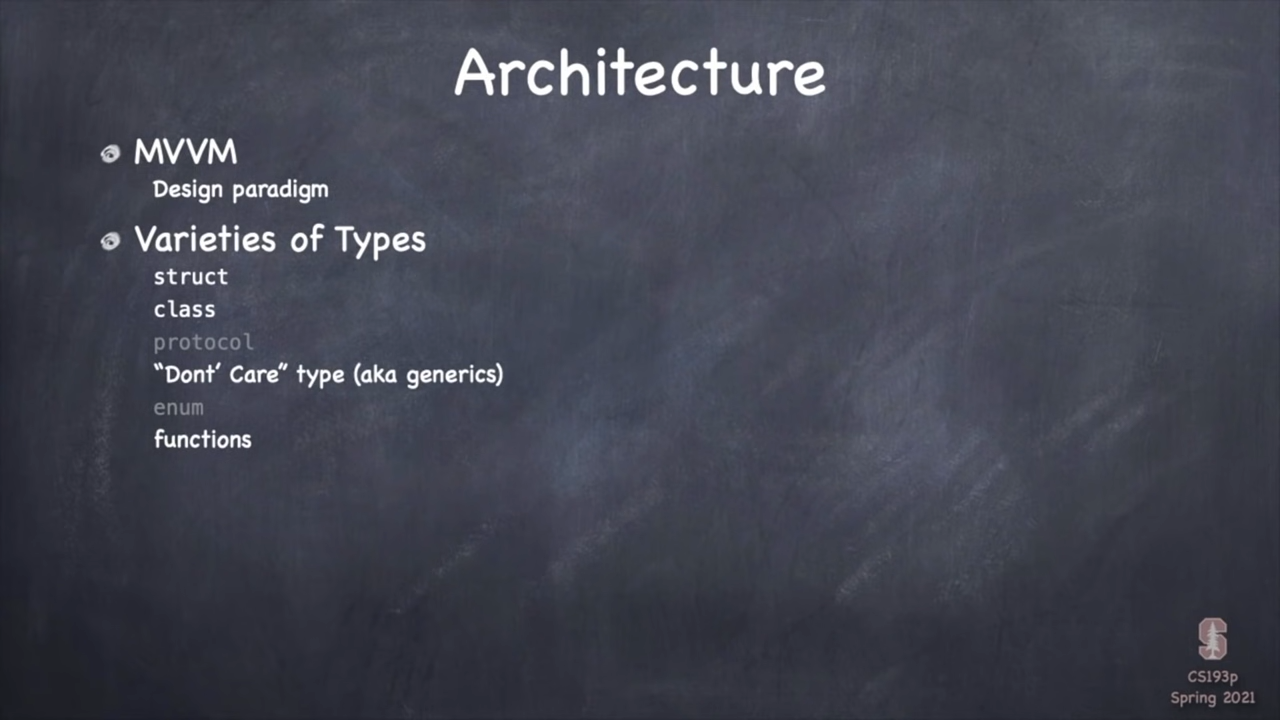 Architecture
MVVM
Design paradigm
Varieties of Types
struct
class
protocol
“Dont’ Care” type (aka generics)
enum
functions
S
CS193p
Spring 2021